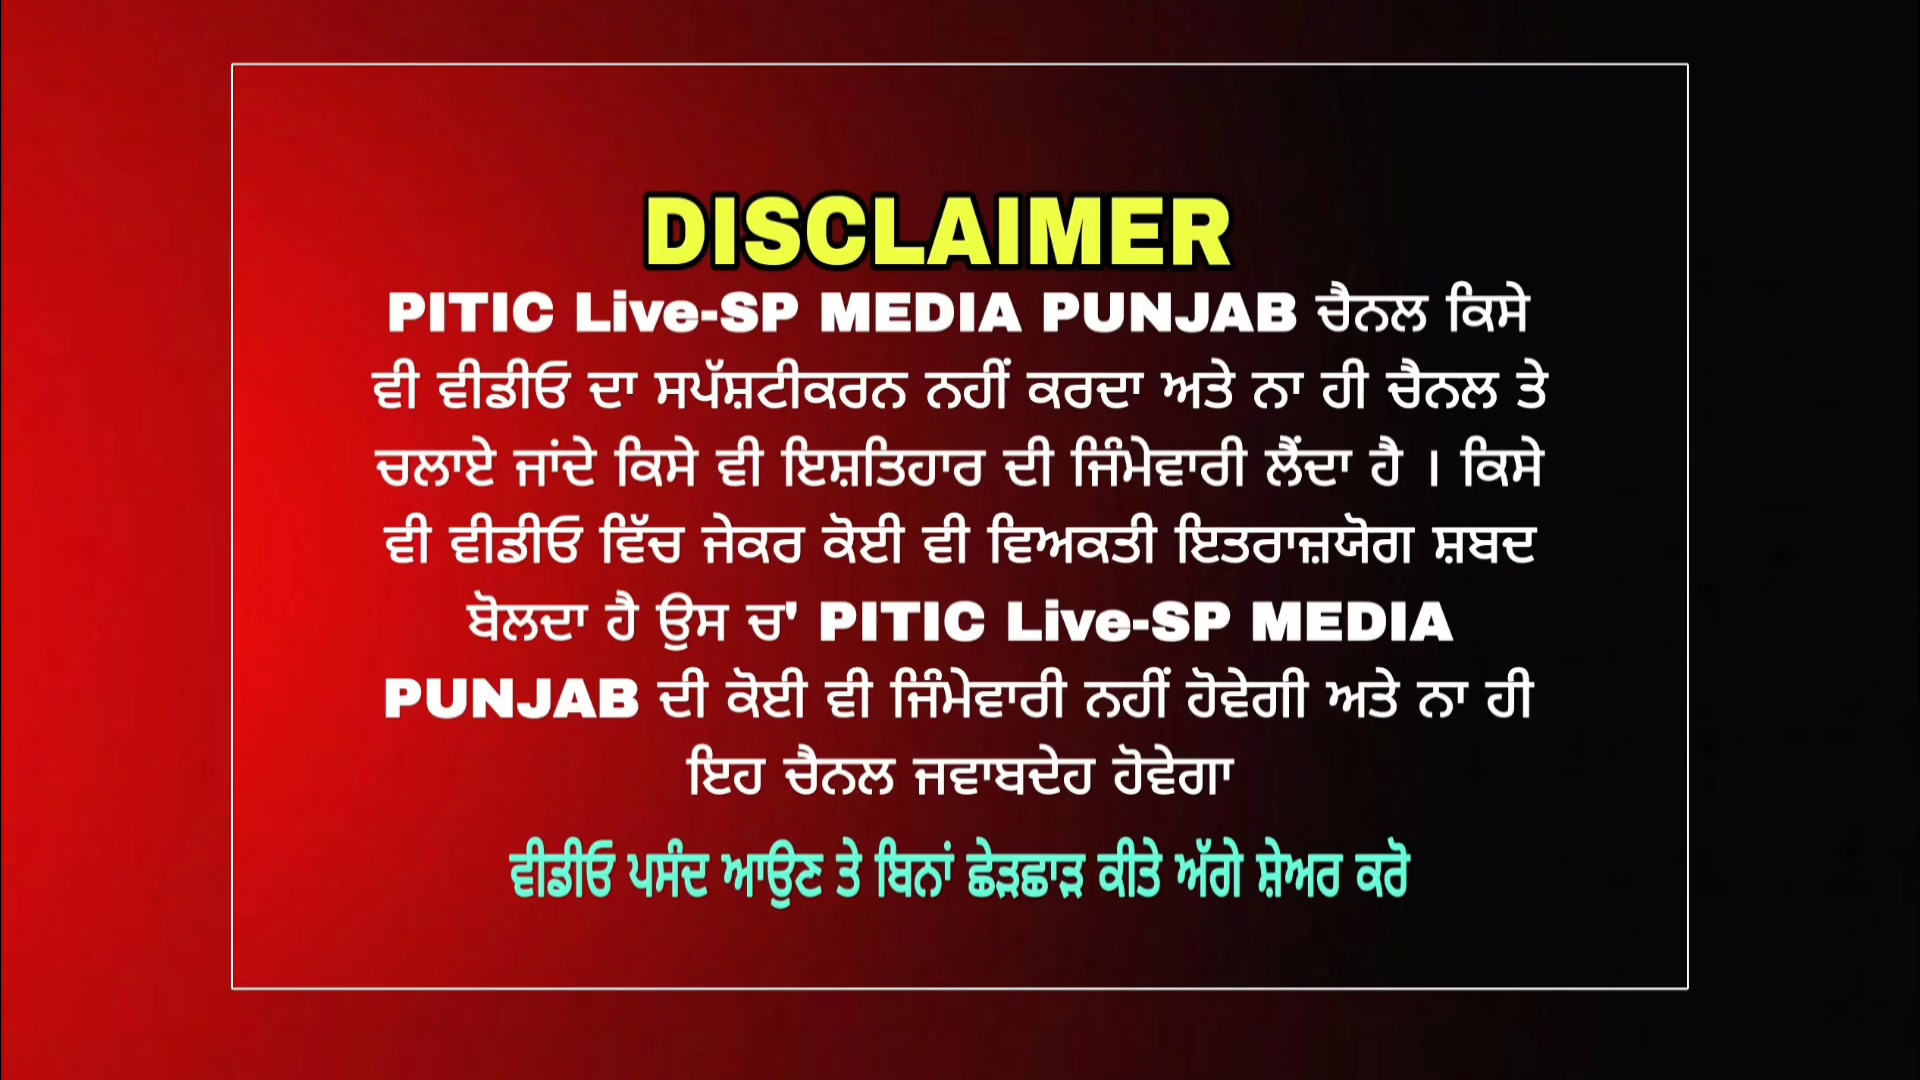 DISCLAIMER
PITIC Live-SP MEDIA PUNJAB ਚੈਨਲ ਕਿਸੇ
ਵੀ ਵੀਡੀਓ ਦਾ ਸਪੱਸ਼ਟੀਕਰਨ ਨਹੀਂ ਕਰਦਾ ਅਤੇ ਨਾ ਹੀ ਚੈਨਲ ਤੇ
ਚਲਾਏ ਜਾਂਦੇ ਕਿਸੇ ਵੀ ਇਸ਼ਤਿਹਾਰ ਦੀ ਜਿੰਮੇਵਾਰੀ ਲੈਂਦਾ ਹੈ । ਕਿਸੇ
ਵੀ ਵੀਡੀਓ ਵਿੱਚ ਜੇਕਰ ਕੋਈ ਵੀ ਵਿਅਕਤੀ ਇਤਰਾਜ਼ਯੋਗ ਸ਼ਬਦ
ਬੋਲਦਾ ਹੈ ਉਸ ਚ' PITIC Live-SP MEDIA
PUNJAB ਦੀ ਕੋਈ ਵੀ ਜਿੰਮੇਵਾਰੀ ਨਹੀਂ ਹੋਵੇਗੀ ਅਤੇ ਨਾ ਹੀ
ਇਹ ਚੈਨਲ ਜਵਾਬਦੇਹ ਹੋਵੇਗਾ
ਵੀਡੀਓ ਪਸੰਦ ਆਉਣ ਤੇ ਬਿਨਾਂ ਛੇੜਛਾੜ ਕੀਤੇ ਅੱਗੇ ਸ਼ੇਅਰ ਕਰੋ